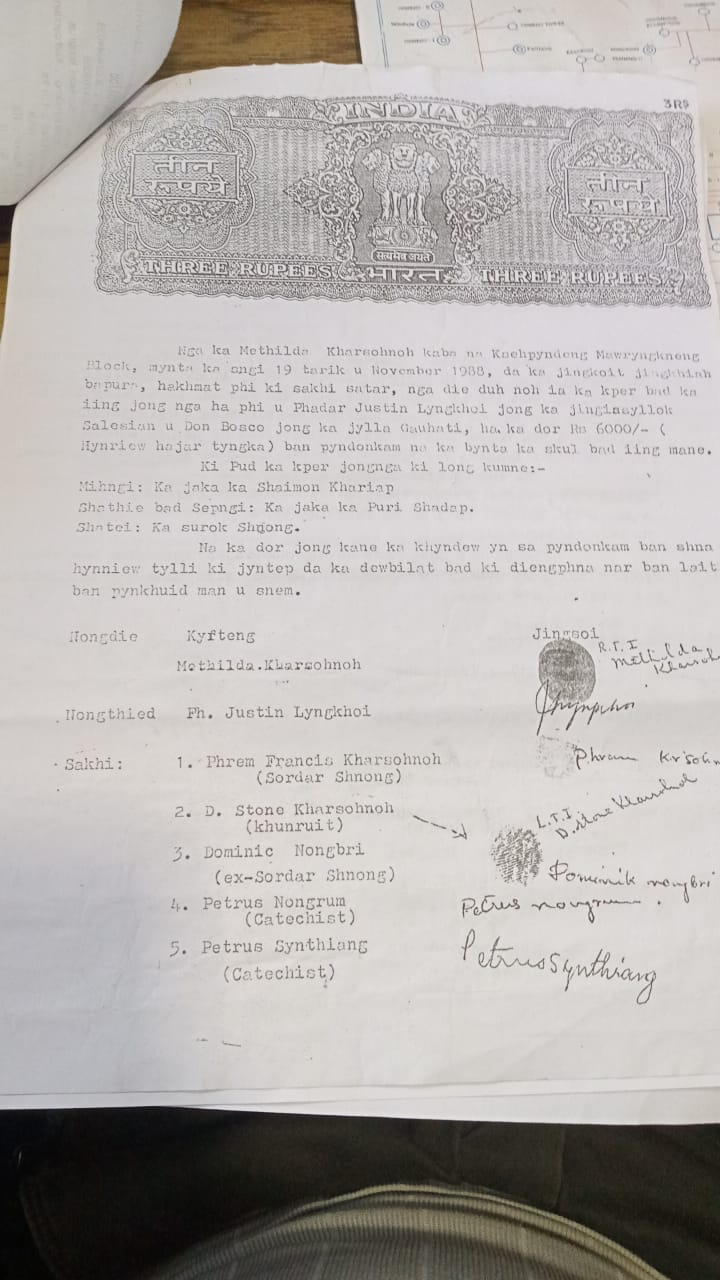 3RS
INDIA
तीन रूपये
तीन रूपये
सत्यमेव जयते
THREE RUPEES भारत THREE RUPEES
Nga ka Methilda Kharsohnoh kaba na Mawryngkneng
Block, mynta ka sngi 19 tarik u November 1988, da ka jingkoit jingkhiah
bapura, hakhmat phi ki sakhi satar, nga die duh noh ia ka kper bad ka
iing jong nga ha phi u Phadar Justin Lyngkhoi jong ka jingiasyllok
Salesian u Don Bosco jong ka jylla Gauhati, ha ka dor Rs 6000/- (
Hynriew hajar tyngka) ban pyndonkam na ka bynta ka skul bad iing mane.
Ki Pud ka kper jongnga ki long kumne:-
Mihngi: Ka jaka ka Shaimon Khariap
Shathie bad Sepngi: Ka jaka ka Puri Shadap.
Shatei: Ka surok Shnong.
Na ka dor jong kane ka khyndew yn sa pyndonkam ban shna
hynniew tylli ki jyntep da ka dewbilat bad ki diengphna nar ban lait
ban pynkhuid man u snem.
Nongdie Kyfteng Jingsoi
R.T.I
Methilda
Methilda.Kharsohnoh
Nongthied Ph. Justin Lyngkhoi
Sakhi: 1. Phrem Francis Kharsohnoh
(Sordar Shnong)
2. D. Stone Kharsohnoh L.T.I
(khunruit) D. Stone
3. Dominic Nongbri
(ex-Sordar Shnong) Dominik nongbri
4. Petrus Nongrum Petrus nongrum
(Catechist)
5. Petrus Synthiang Petrus Synthiang
(Catechist)